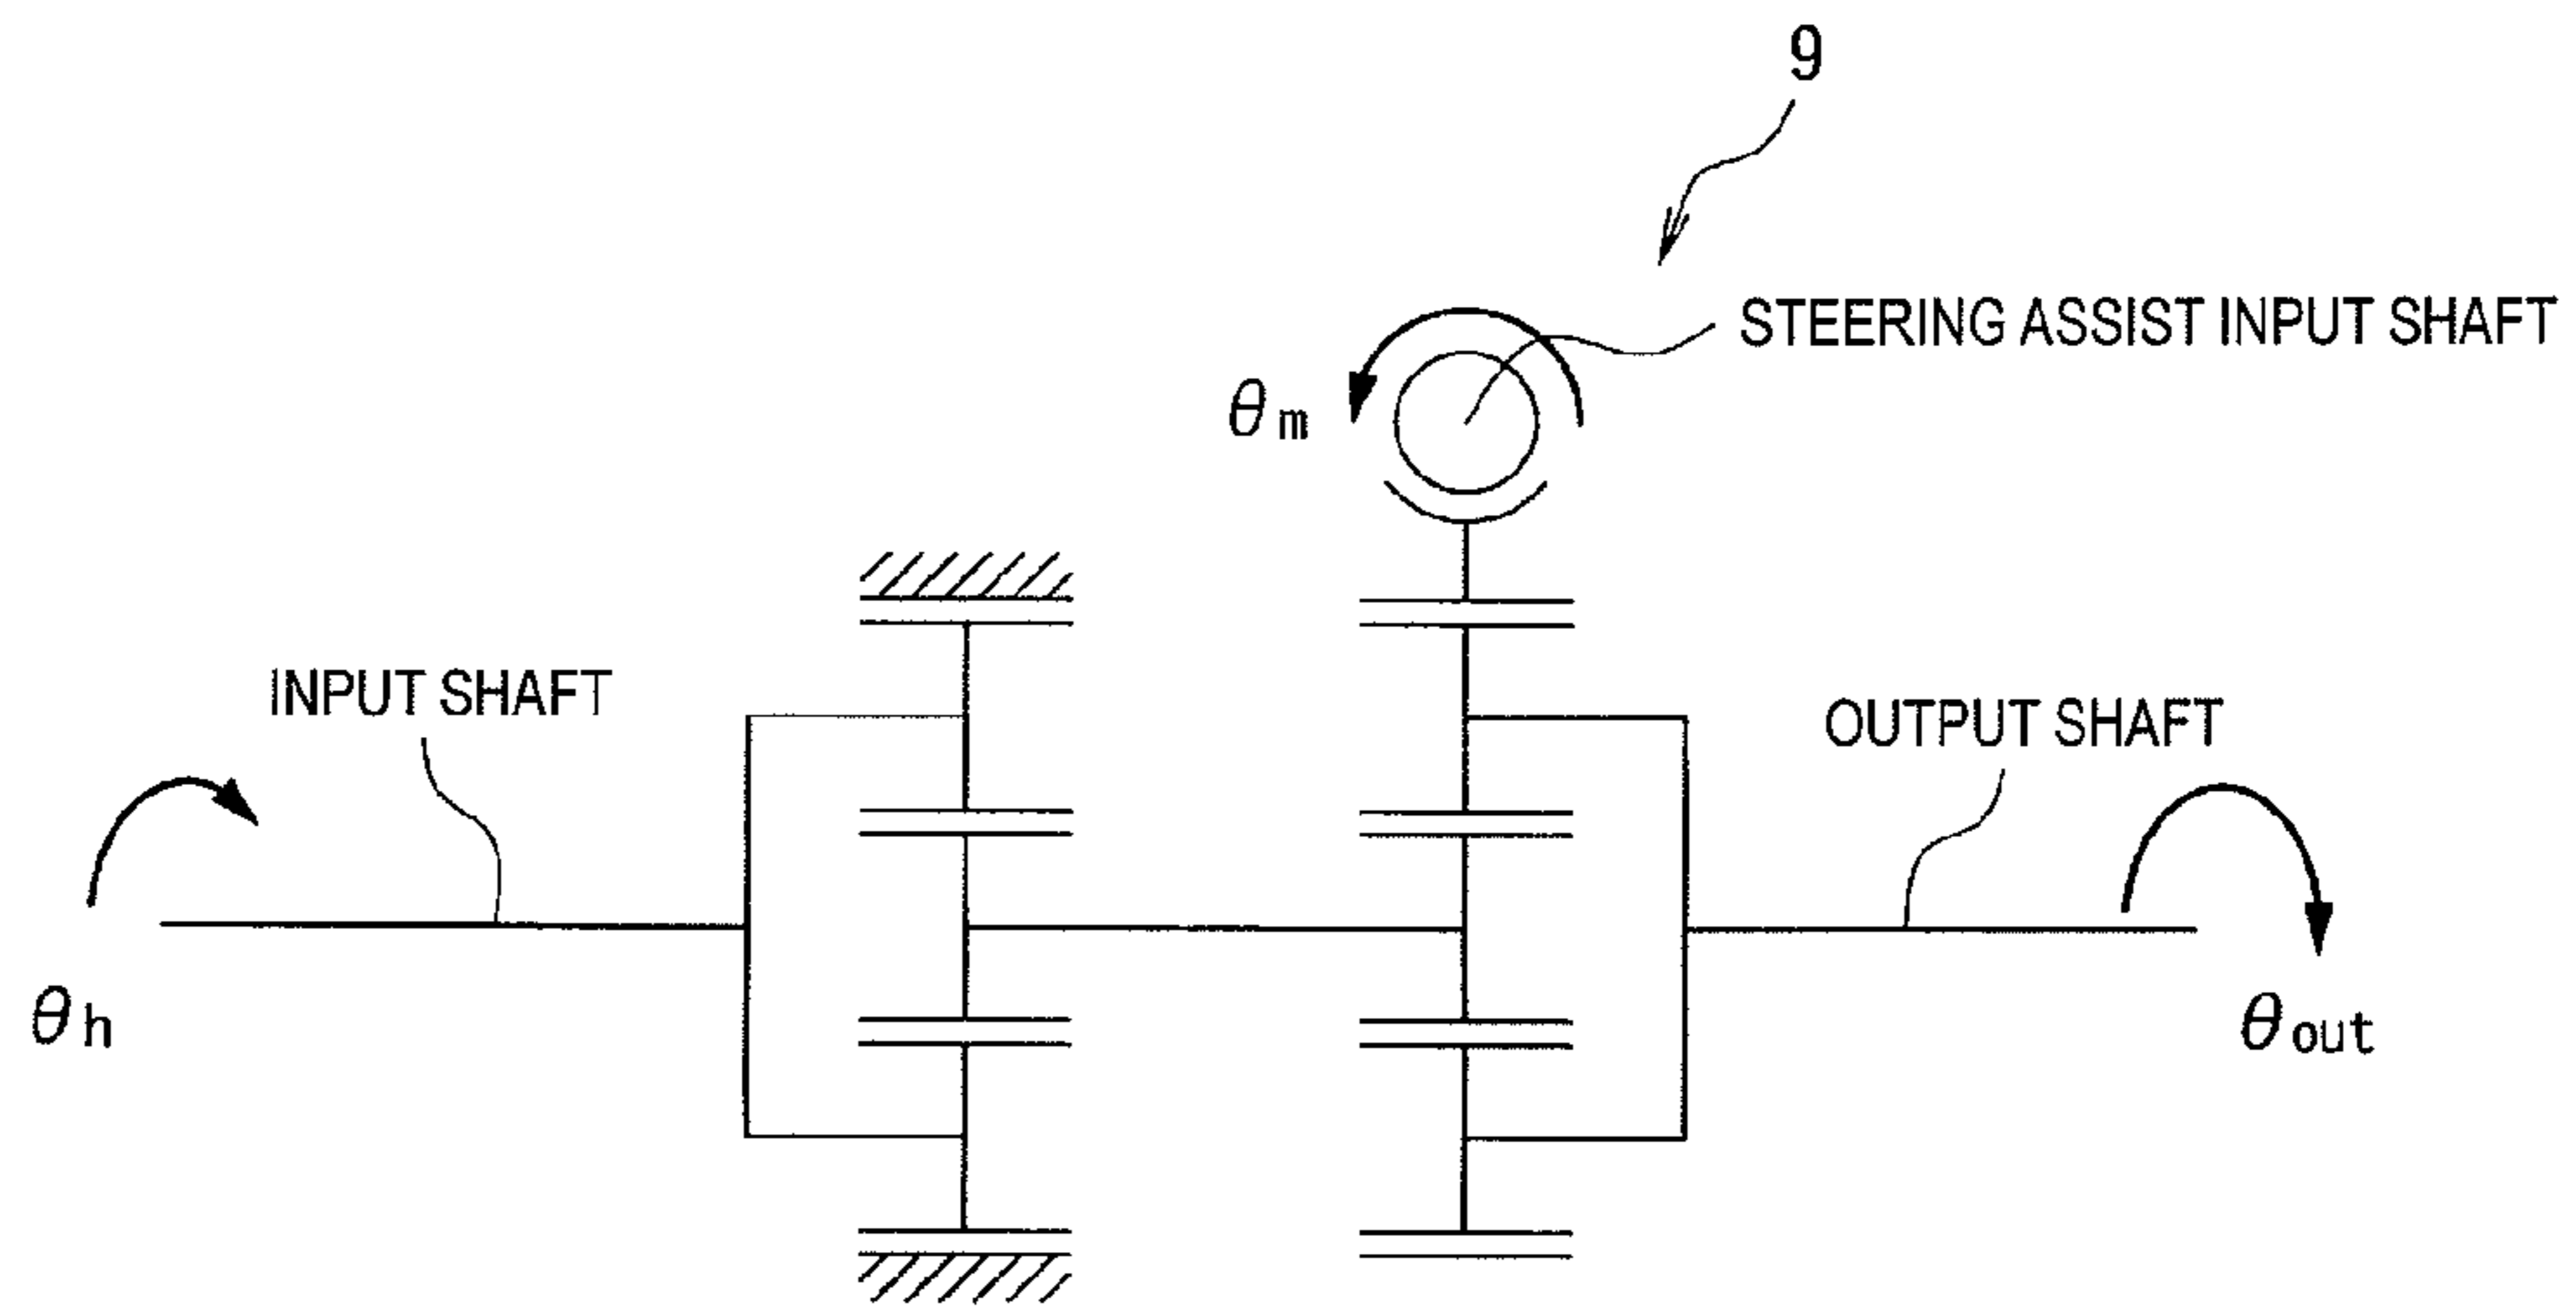 9
STEERING ASSIST INPUT SHAFT
θm
INPUT SHAFT
OUTPUT SHAFT
θh
θout